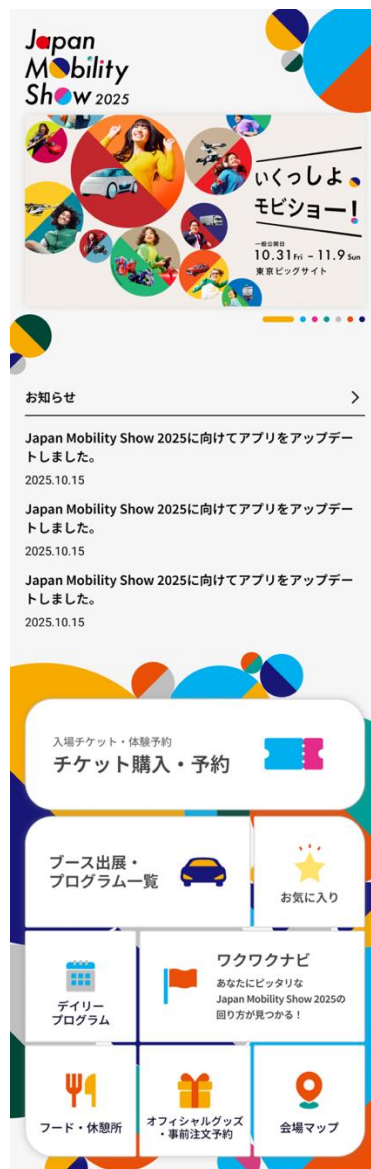 Japan
Mobility
Show 2025
いくっしょ、
モビショー！
一般公開日
10.31 Fri - 11.9 Sun
東京ビッグサイト
お知らせ
Japan Mobility Show 2025に向けてアプリをアップデー
トしました。
2025.10.15
Japan Mobility Show 2025に向けてアプリをアップデー
トしました。
2025.10.15
Japan Mobility Show 2025に向けてアプリをアップデー
トしました。
2025.10.15
入場チケット・体験予約
チケット購入・予約
ブース出展・
プログラム一覧
お気に入り
デイリー
プログラム
ワクワクナビ
あなたにピッタリな
Japan Mobility Show 2025の
回り方が見つかる！
フード・休憩所
オフィシャルグッズ
・事前注文予約
会場マップ